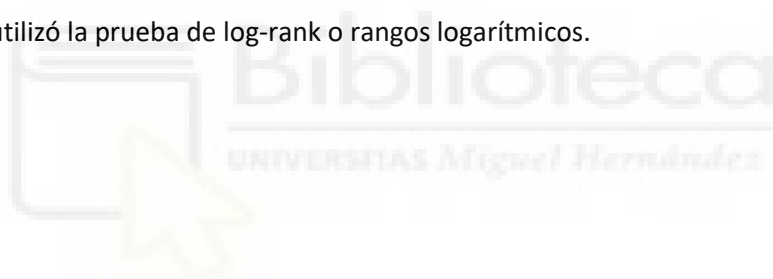 utilizó la prueba de log-rank o rangos logarítmicos.
Biblioteca
UNIVERSITAS Miguel Hernández